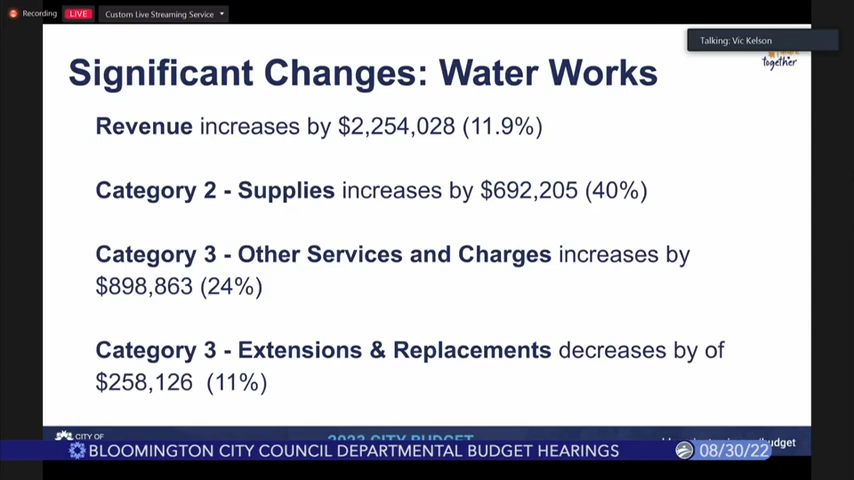 Recording LIVE Custom Live Streaming Service
Talking: Vic Kelson
together
Significant Changes: Water Works
Revenue increases by $2,254,028 (11.9%)
Category 2 - Supplies increases by $692,205 (40%)
Category 3 - Other Services and Charges increases by
$898,863 (24%)
Category 3 - Extensions & Replacements decreases by of
$258,126 (11%)
CITY OF
2023 CITY BUDGET
BLOOMINGTON CITY COUNCIL DEPARTMENTAL BUDGET HEARINGS
08/30/22